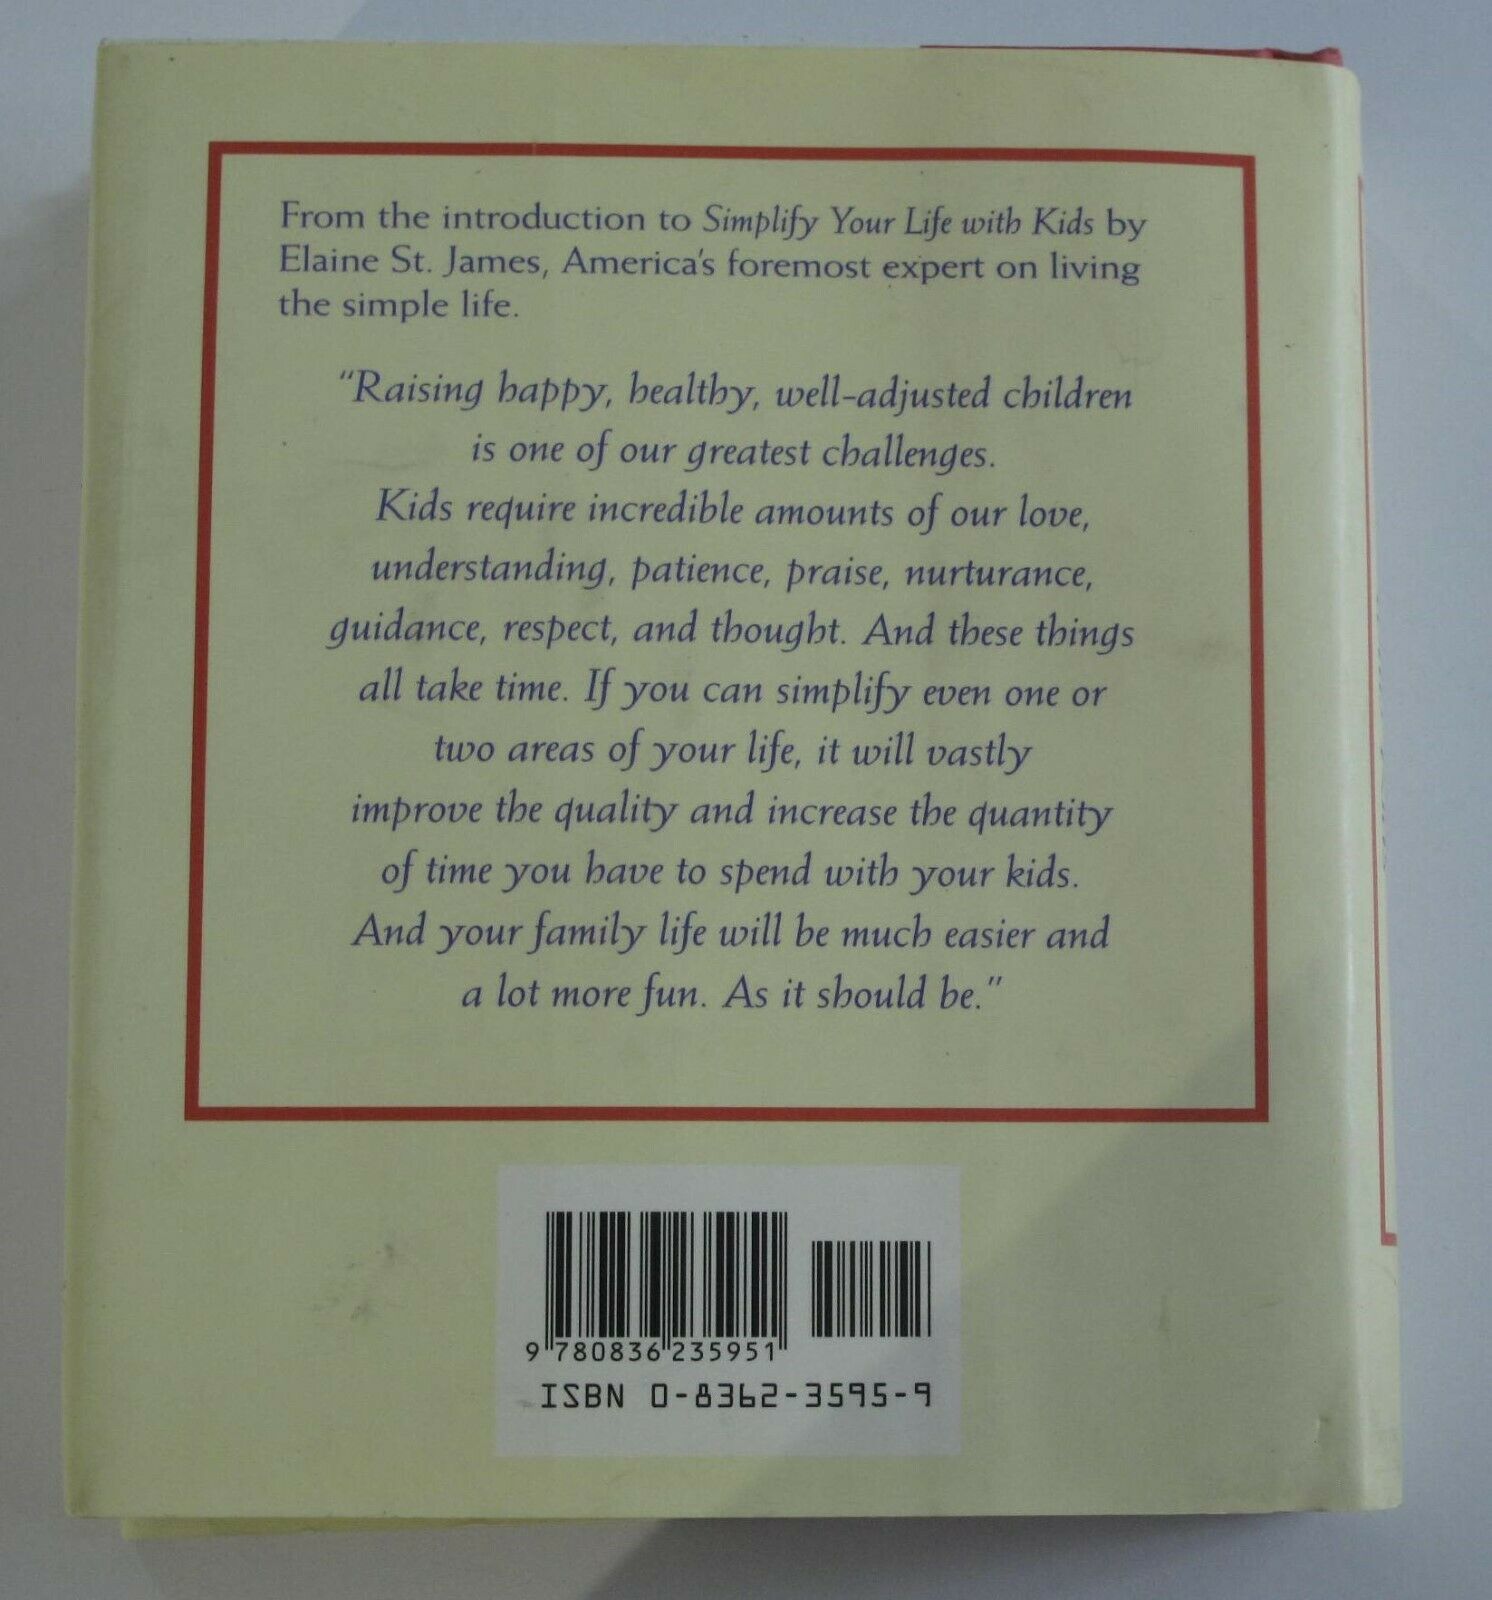 From the introduction to Simplify Your Life with Kids by
Elaine St. James, America's foremost expert on living
the simple life.
"Raising happy, healthy, well-adjusted children
is one of our greatest challenges.
Kids require incredible amounts of our love,
understanding, patience, praise, nurturance,
guidance, respect, and thought. And these things
all take time. If you can simplify even one or
two areas of your life, it will vastly
improve the quality and increase the quantity
of time you have to spend with your kids.
And your family life will be much easier and
a lot more fun. As it should be."
9 780836 235951
ISBN 0-8362-3595-9